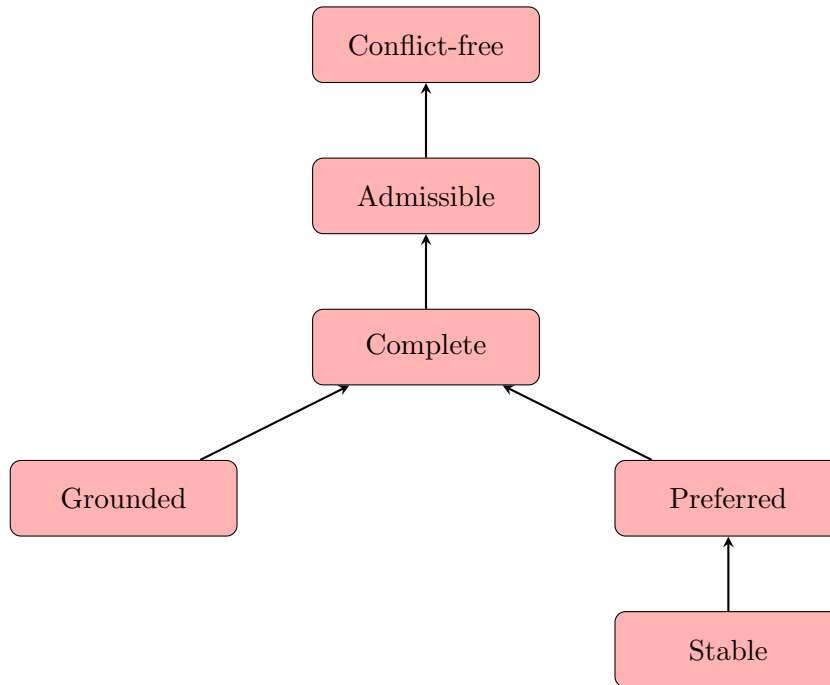 Conflict-free
Admissible
Complete
Grounded
Preferred
Stable